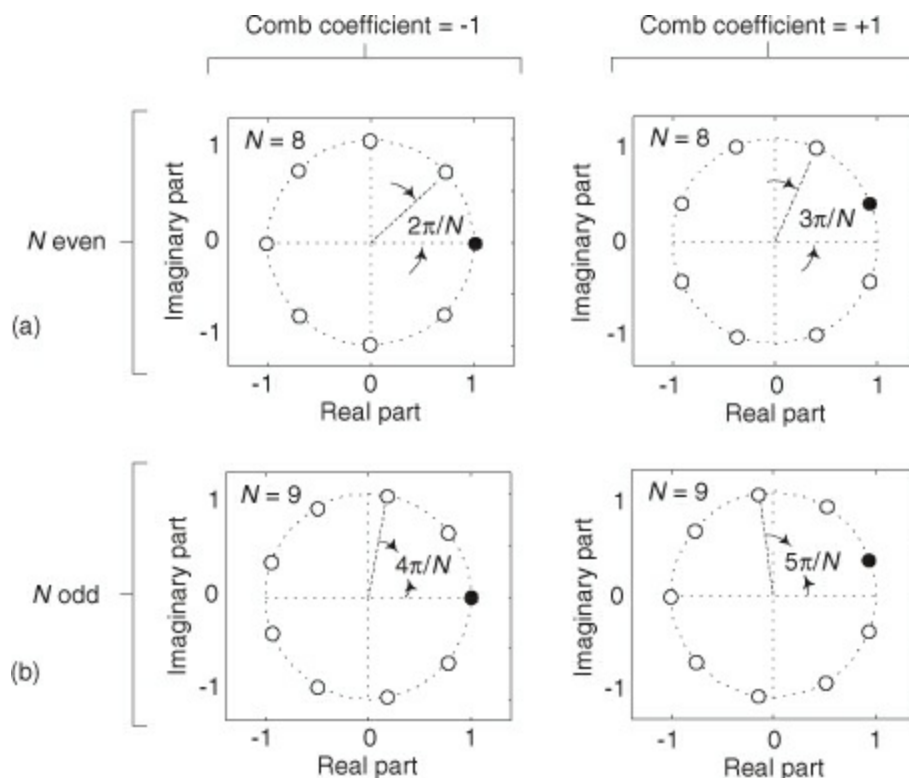 Comb coefficient = -1
Comb coefficient = +1
N even
(a)
N = 8
2π/N
Imaginary part
1
0
-1
-1
0
1
Real part
N = 8
3π/N
Imaginary part
1
0
-1
-1
0
1
Real part
N odd
(b)
N = 9
4π/N
Imaginary part
1
0
-1
-1
0
1
Real part
N = 9
5π/N
Imaginary part
1
0
-1
-1
0
1
Real part